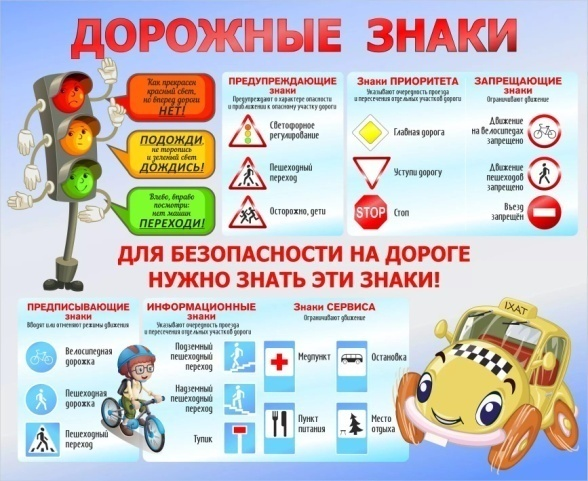 ДОРОЖНЫЕ ЗНАКИ
Как прекрасен
красный свет,
но вперед дороги
НЕТ!
ПОДОЖДИ,
не торопись
и зеленый свет
ДОЖДИСЬ!
Влево, вправо
посмотри:
нет машин
ПЕРЕХОДИ!
ПРЕДУПРЕЖДАЮЩИЕ
знаки
Предупреждают о характере опасности
и приближении к опасному участку дороги
Светофорное
регулирование
Пешеходный
переход
Осторожно, дети
Знаки ПРИОРИТЕТА
Указывают очередность проезда
и пересечения отдельных участков дороги
Главная дорога
Уступи дорогу
STOP
Стоп
ЗАПРЕЩАЮЩИЕ
знаки
Ограничивают движение
Движение
на велосипедах
запрещено
Движение
пешеходов
запрещено
Въезд
запрещён
ДЛЯ БЕЗОПАСНОСТИ НА ДОРОГЕ
НУЖНО ЗНАТЬ ЭТИ ЗНАКИ!
ПРЕДПИСЫВАЮЩИЕ
знаки
Вводят или отменяют режимы движения
Велосипедная
дорожка
Пешеходная
дорожка
Пешеходный
переход
ИНФОРМАЦИОННЫЕ
знаки
Указывают очередность проезда
и пересечения отдельных участков дороги
Подземный
пешеходный
переход
Надземный
пешеходный
переход
Тупик
Знаки СЕРВИСА
Ограничивают движение
Медпункт
Остановка
Пункт
питания
Место
отдыха
IXAT